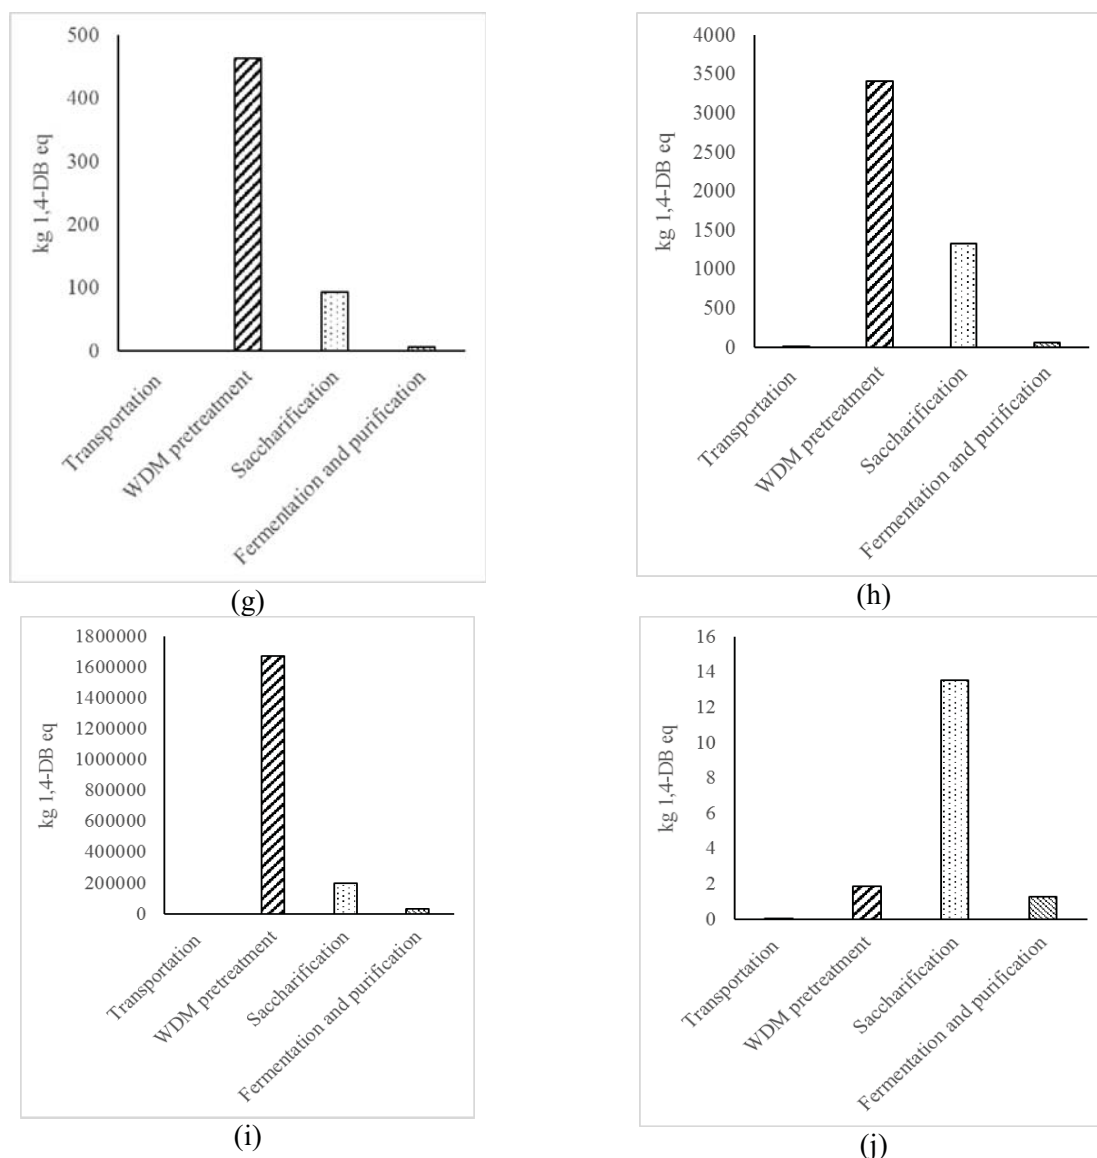 500
400
300
200
100
0
kg 1,4-DB eq
Transportation
WDM pretreatment
Saccharification
Fermentation and purification
(g)
4000
3500
3000
2500
2000
1500
1000
500
0
kg 1,4-DB eq
Transportation
WDM pretreatment
Saccharification
Fermentation and purification
(h)
1800000
1600000
1400000
1200000
1000000
800000
600000
400000
200000
0
kg 1,4-DB eq
Transportation
WDM pretreatment
Saccharification
Fermentation and purification
(i)
16
14
12
10
8
6
4
2
0
kg 1,4-DB eq
Transportation
WDM pretreatment
Saccharification
Fermentation and purification
(j)